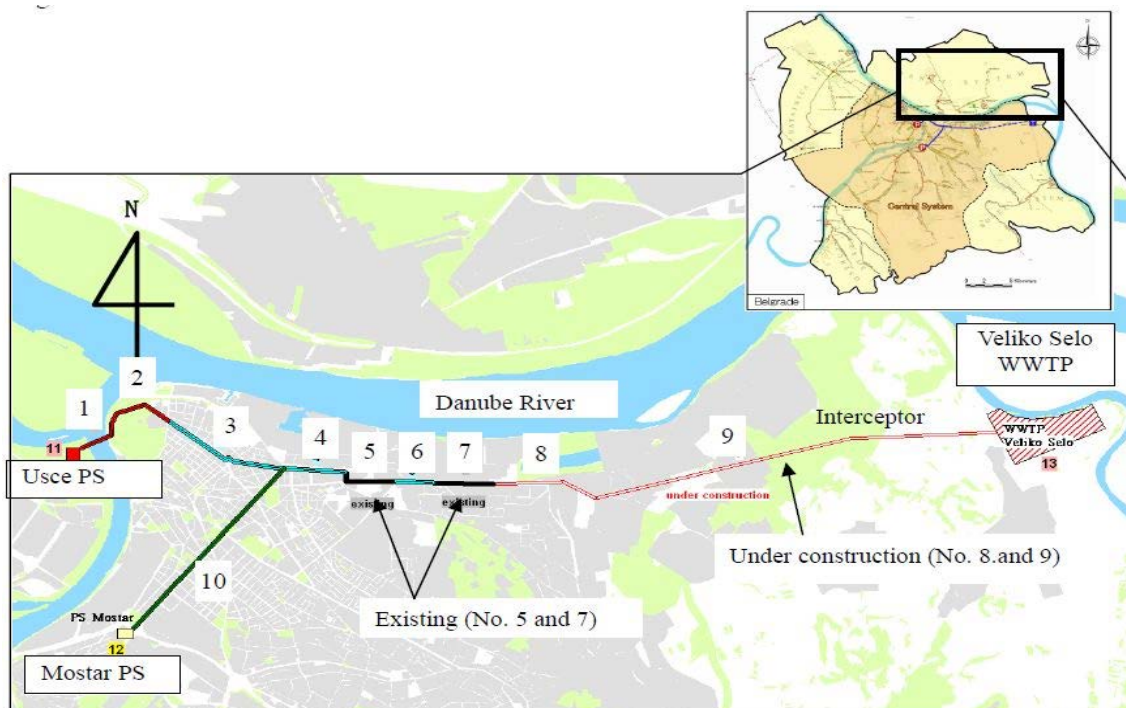 Central System
Belgrade
N
Veliko Selo
WWTP
1
2
3
4
5
6
7
8
9
Danube River
Interceptor
WWTP
Veliko Selo
13
11
Usce PS
existing
existing
under construction
Under construction (No. 8.and 9)
10
Existing (No. 5 and 7)
PS Mostar
12
Mostar PS